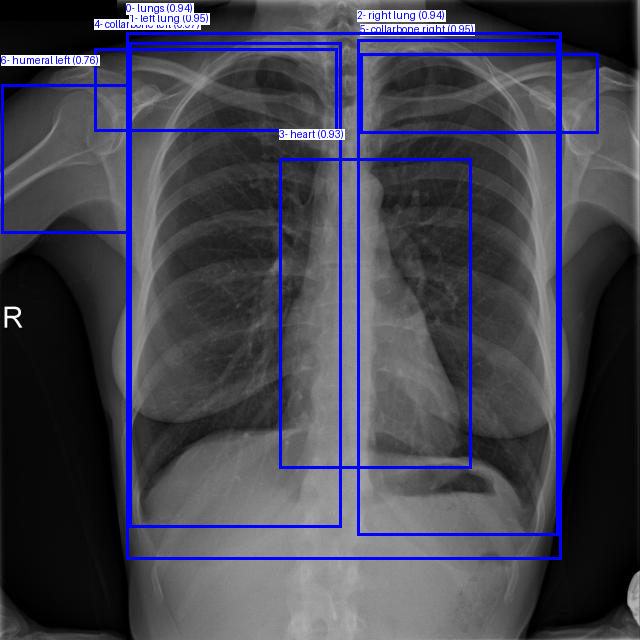 0- lungs (0.94)
1- left lung (0.95)
2- right lung (0.94)
4- collarbone left (0.97)
5- collarbone right (0.95)
6- humeral left (0.76)
3- heart (0.93)
R